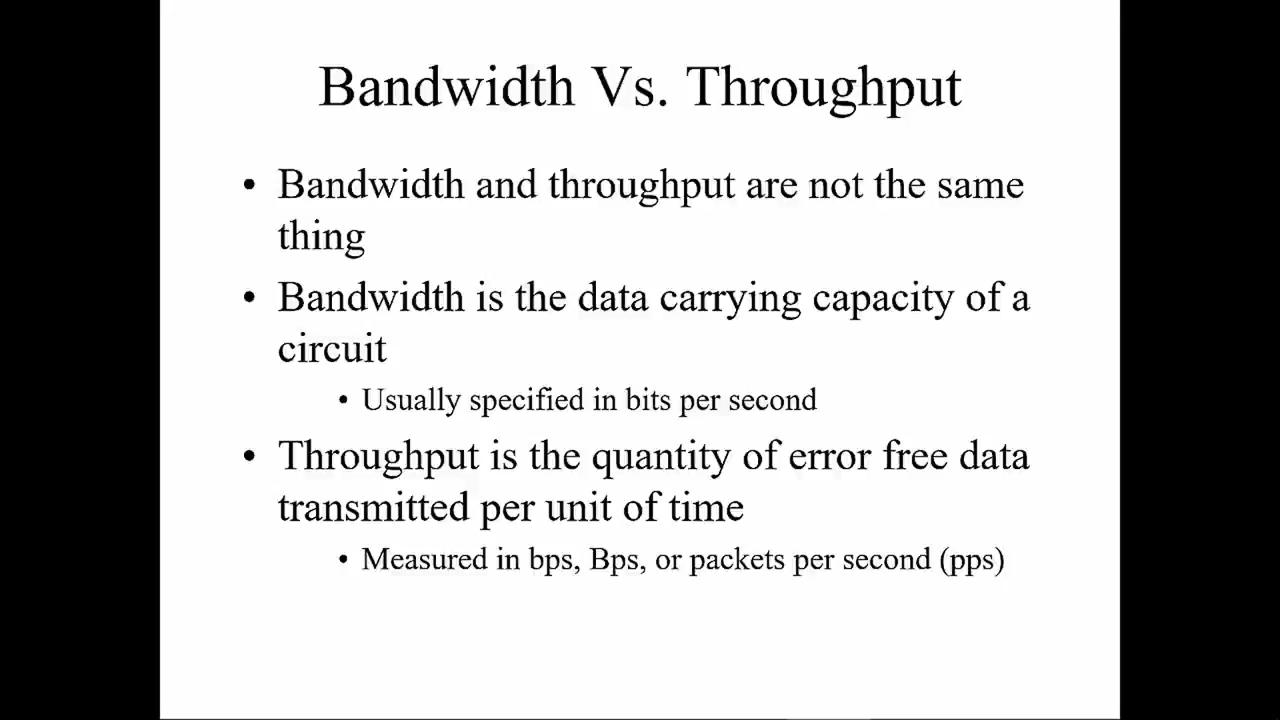 Bandwidth Vs. Throughput
• Bandwidth and throughput are not the same
thing
• Bandwidth is the data carrying capacity of a
circuit
• Usually specified in bits per second
• Throughput is the quantity of error free data
transmitted per unit of time
• Measured in bps, Bps, or packets per second (pps)